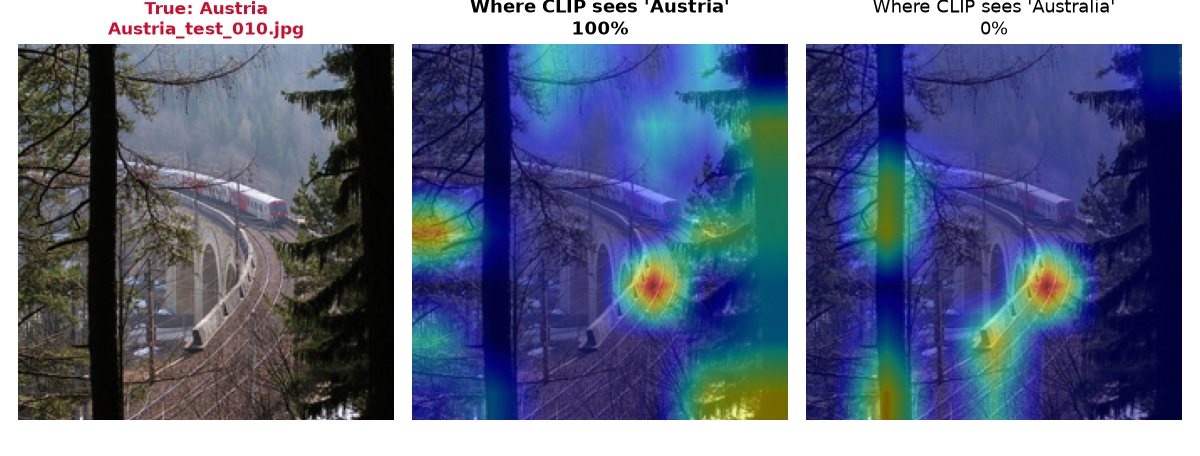 True: Austria
Austria_test_010.jpg
Where CLIP sees 'Austria'
100%
Where CLIP sees 'Australia'
0%